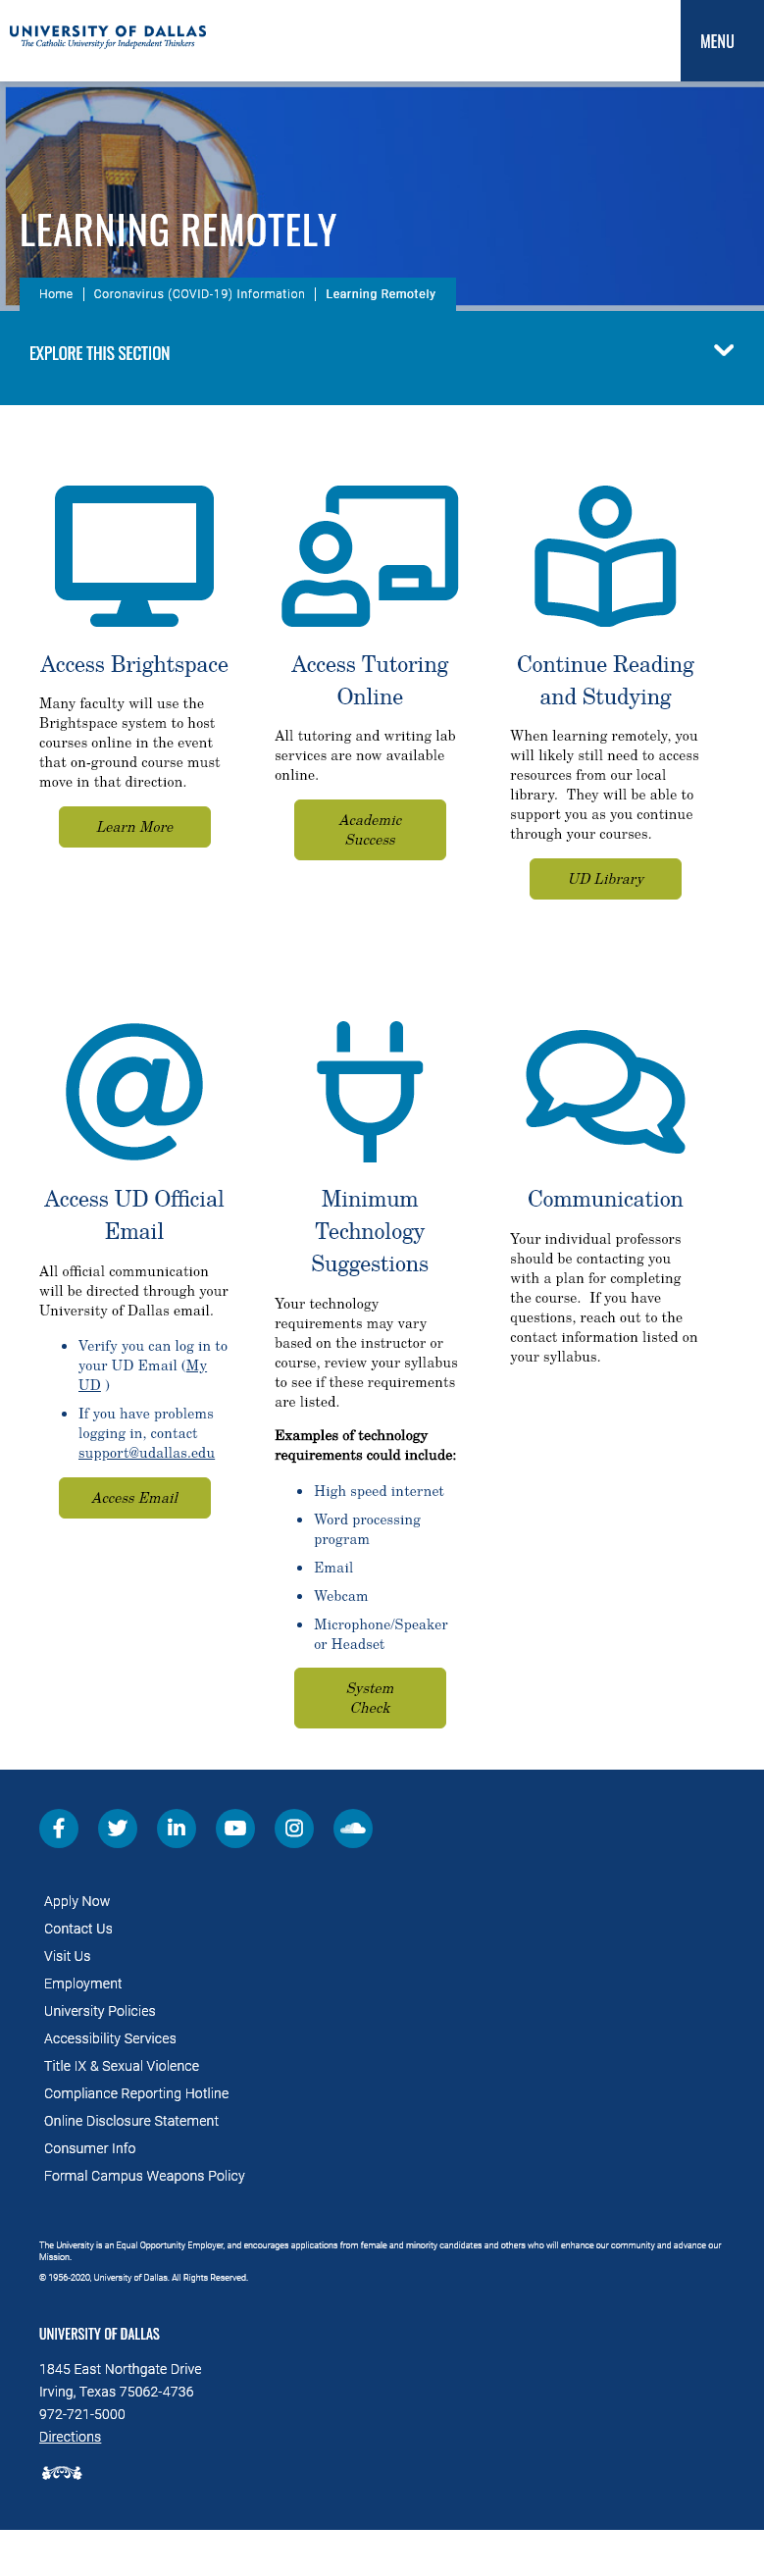 UNIVERSITY OF DALLAS
The Catholic University for Independent Thinkers
MENU
LEARNING REMOTELY
Home | Coronavirus (COVID-19) Information | Learning Remotely
EXPLORE THIS SECTION
Access Brightspace
Many faculty will use the
Brightspace system to host
courses online in the event
that on-ground course must
move in that direction.
Learn More
Access Tutoring
Online
All tutoring and writing lab
services are now available
online.
Academic
Success
Continue Reading
and Studying
When learning remotely, you
will likely still need to access
resources from our local
library.  They will be able to
support you as you continue
through your courses.
UD Library
Access UD Official
Email
All official communication
will be directed through your
University of Dallas email.
• Verify you can log in to
your UD Email (My
UD )
• If you have problems
logging in, contact
support@udallas.edu
Access Email
Minimum
Technology
Suggestions
Your technology
requirements may vary
based on the instructor or
course, review your syllabus
to see if these requirements
are listed.
Examples of technology
requirements could include:
• High speed internet
• Word processing
program
• Email
• Webcam
• Microphone/Speaker
or Headset
System
Check
Communication
Your individual professors
should be contacting you
with a plan for completing
the course.  If you have
questions, reach out to the
contact information listed on
your syllabus.
Apply Now
Contact Us
Visit Us
Employment
University Policies
Accessibility Services
Title IX & Sexual Violence
Compliance Reporting Hotline
Online Disclosure Statement
Consumer Info
Formal Campus Weapons Policy
The University is an Equal Opportunity Employer, and encourages applications from female and minority candidates and others who will enhance our community and advance our
Mission.
© 1956-2020, University of Dallas. All Rights Reserved.
UNIVERSITY OF DALLAS
1845 East Northgate Drive
Irving, Texas 75062-4736
972-721-5000
Directions